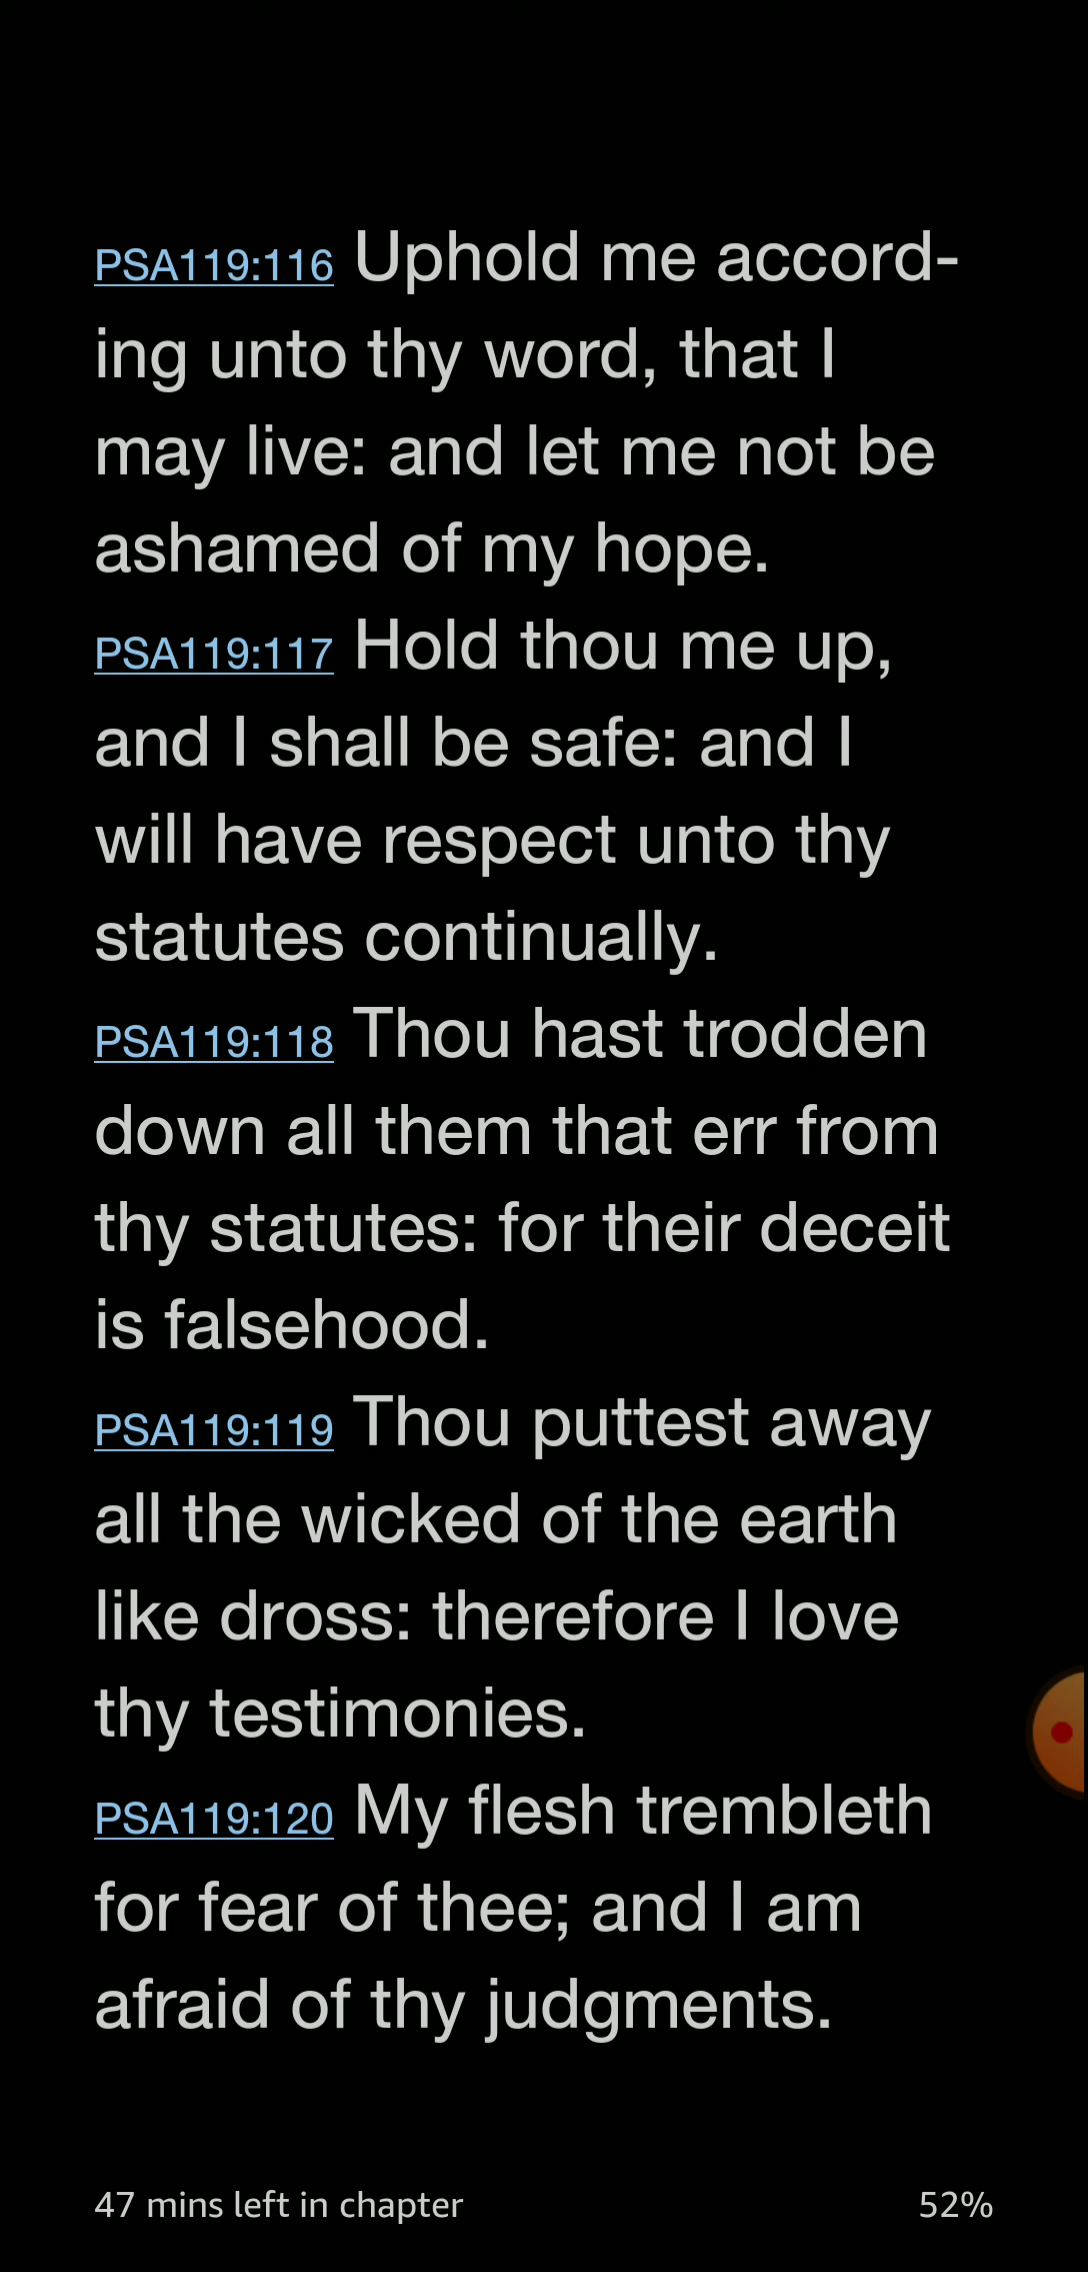 PSA119:116 Uphold me accord-
ing unto thy word, that I
may live: and let me not be
ashamed of my hope.
PSA119:117 Hold thou me up,
and I shall be safe: and I
will have respect unto thy
statutes continually.
PSA119:118 Thou hast trodden
down all them that err from
thy statutes: for their deceit
is falsehood.
PSA119:119 Thou puttest away
all the wicked of the earth
like dross: therefore I love
thy testimonies.
PSA119:120 My flesh trembleth
for fear of thee; and I am
afraid of thy judgments.
47 mins left in chapter 52%